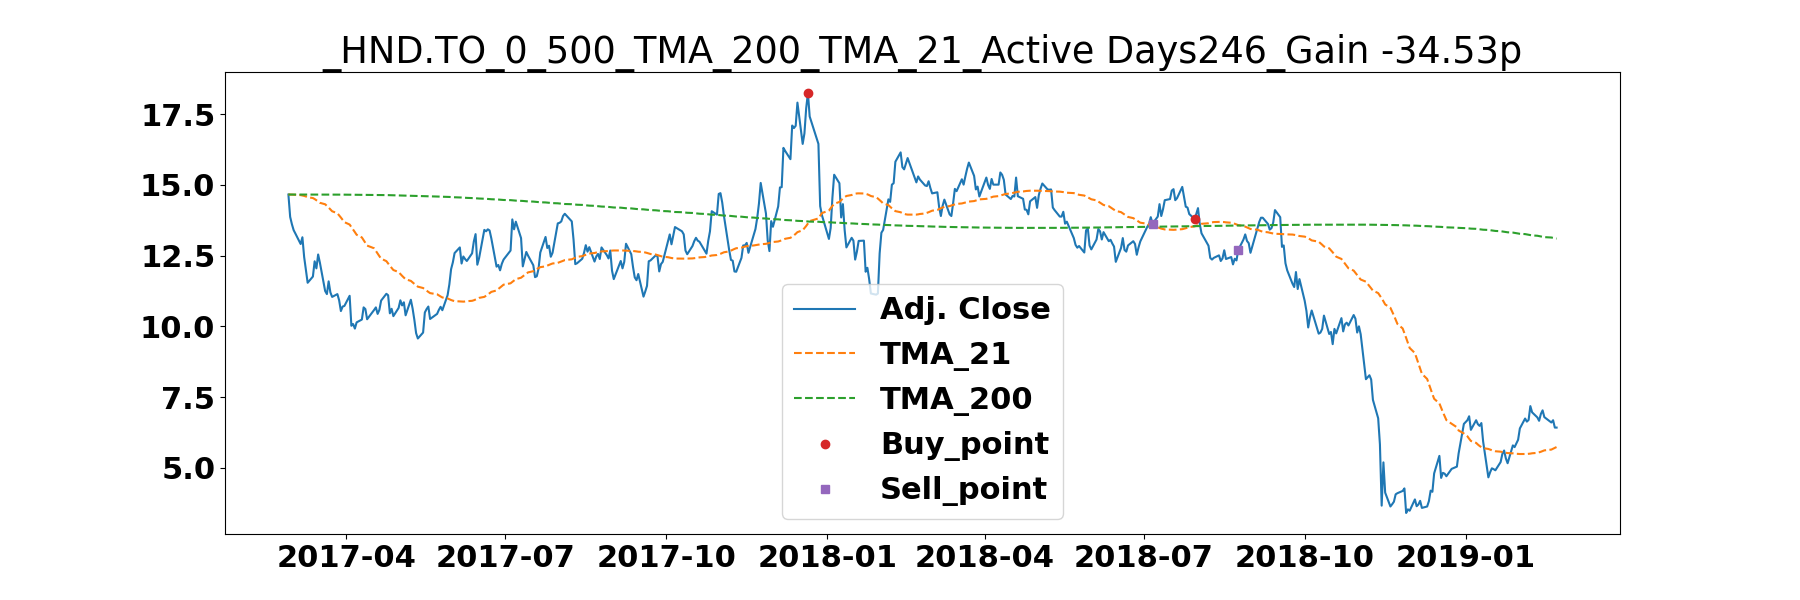 _HND.TO_0_500_TMA_200_TMA_21_Active Days246_Gain -34.53p
17.5
15.0
12.5
10.0
7.5
5.0
Adj. Close
TMA_21
TMA_200
Buy_point
Sell_point
2017-04 2017-07 2017-10 2018-01 2018-04 2018-07 2018-10 2019-01